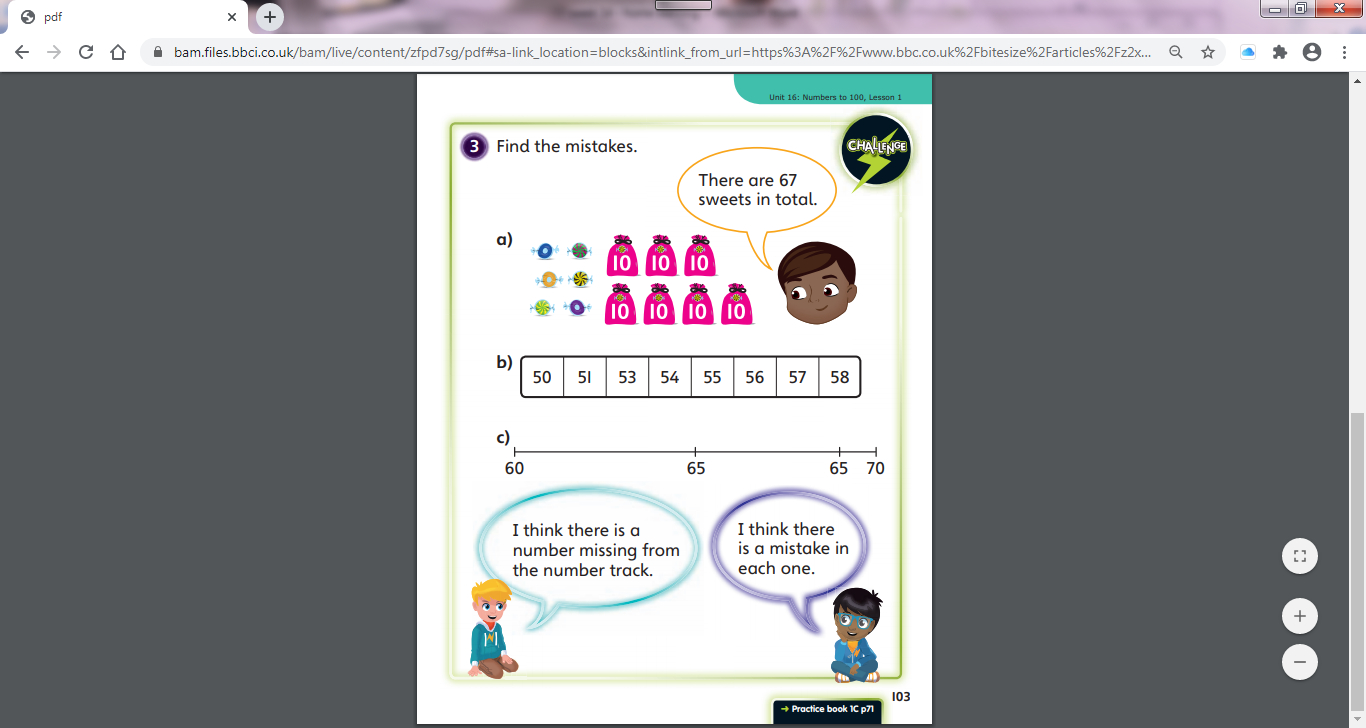 pdf
bam.files.bbci.co.uk/bam/live/content/zfpd7sg/pdf#sa-link_location=blocks&intlink_from_url=https%3A%2F%2Fwww.bbc.co.uk%2Fbitesize%2Farticles%2Fz2x...
Unit 16: Numbers to 100, Lesson 1
CHALLENGE
3 Find the mistakes.
There are 67
sweets in total.
a)
10 10 10
10 10 10 10
b)
50 51 53 54 55 56 57 58
c)
60 65 65 70
I think there is a
number missing from
the number track.
I think there
is a mistake in
each one.
103
→ Practice book 1C p71